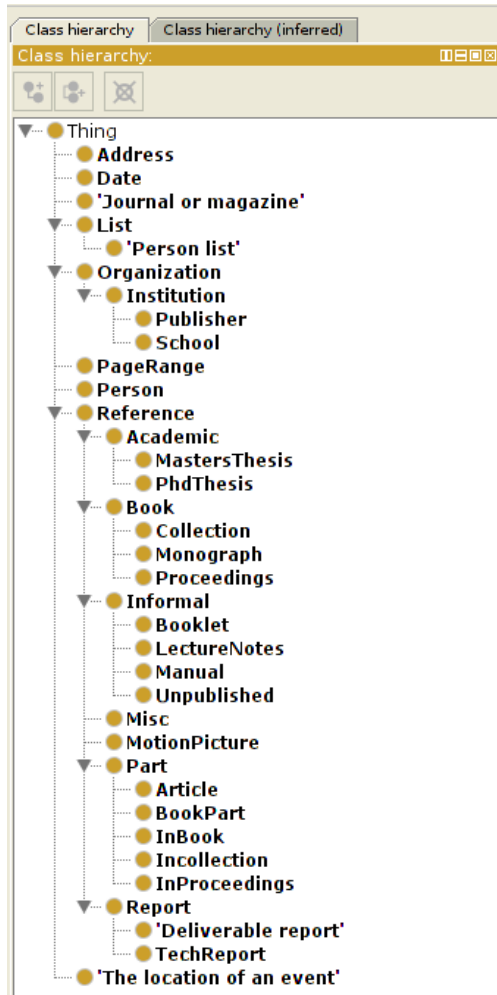 Class hierarchy Class hierarchy (inferred)
Class hierarchy:
Thing
Address
Date
'Journal or magazine'
List
'Person list'
Organization
Institution
Publisher
School
PageRange
Person
Reference
Academic
MastersThesis
PhdThesis
Book
Collection
Monograph
Proceedings
Informal
Booklet
LectureNotes
Manual
Unpublished
Misc
MotionPicture
Part
Article
BookPart
InBook
Incollection
InProceedings
Report
'Deliverable report'
TechReport
'The location of an event'